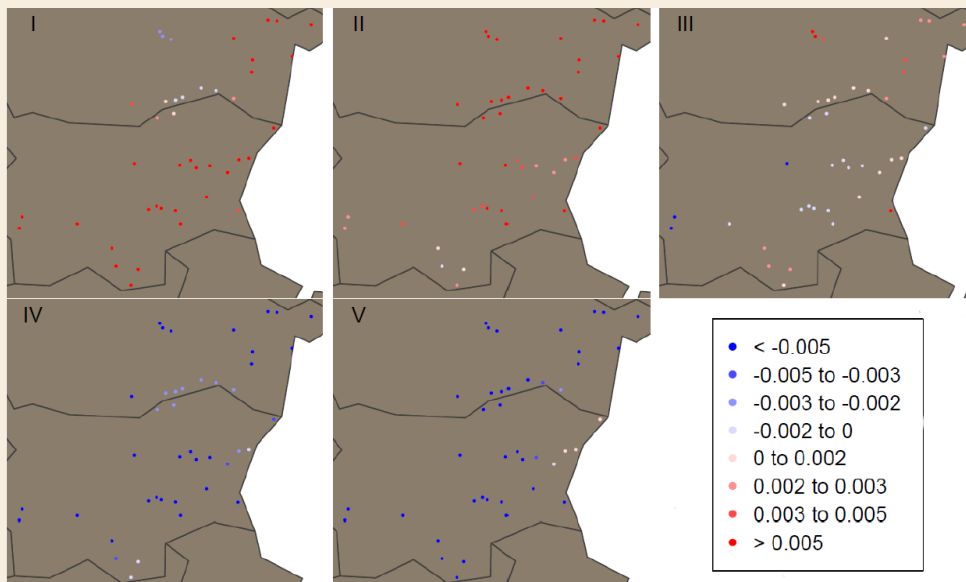 I
II
III
IV
V
< -0.005
-0.005 to -0.003
-0.003 to -0.002
-0.002 to 0
0 to 0.002
0.002 to 0.003
0.003 to 0.005
> 0.005